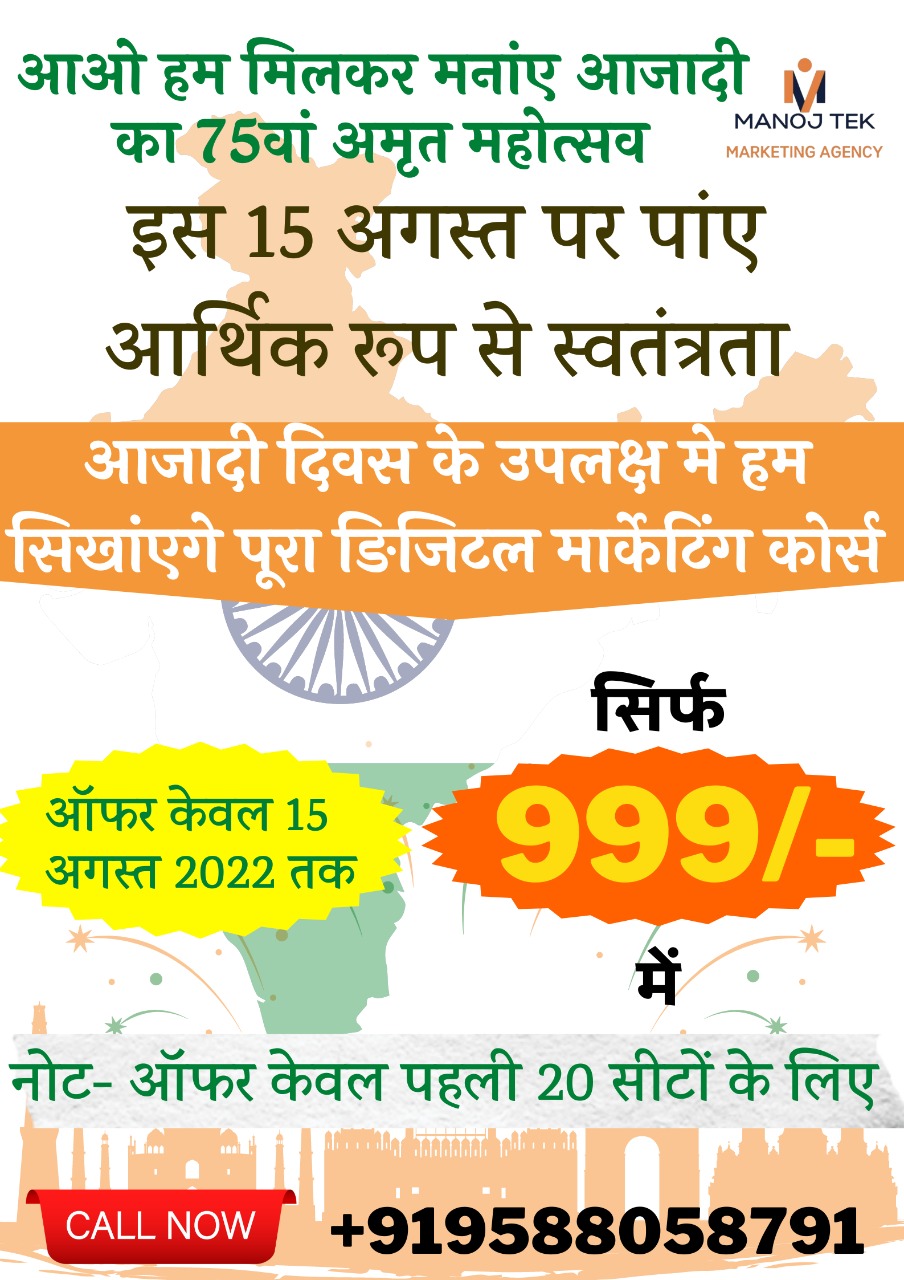 आओ हम मिलकर मनांए आजादी
का 75वां अमृत महोत्सव
MANOJ TEK
MARKETING AGENCY
इस 15 अगस्त पर पांए
आर्थिक रूप से स्वतंत्रता
आजादी दिवस के उपलक्ष मे हम
सिखांएगे पूरा ङिजिटल मार्केटिंग कोर्स
सिर्फ
999/-
ऑफर केवल 15
अगस्त 2022 तक
में
नोट- ऑफर केवल पहली 20 सीटों के लिए
CALL NOW
+919588058791